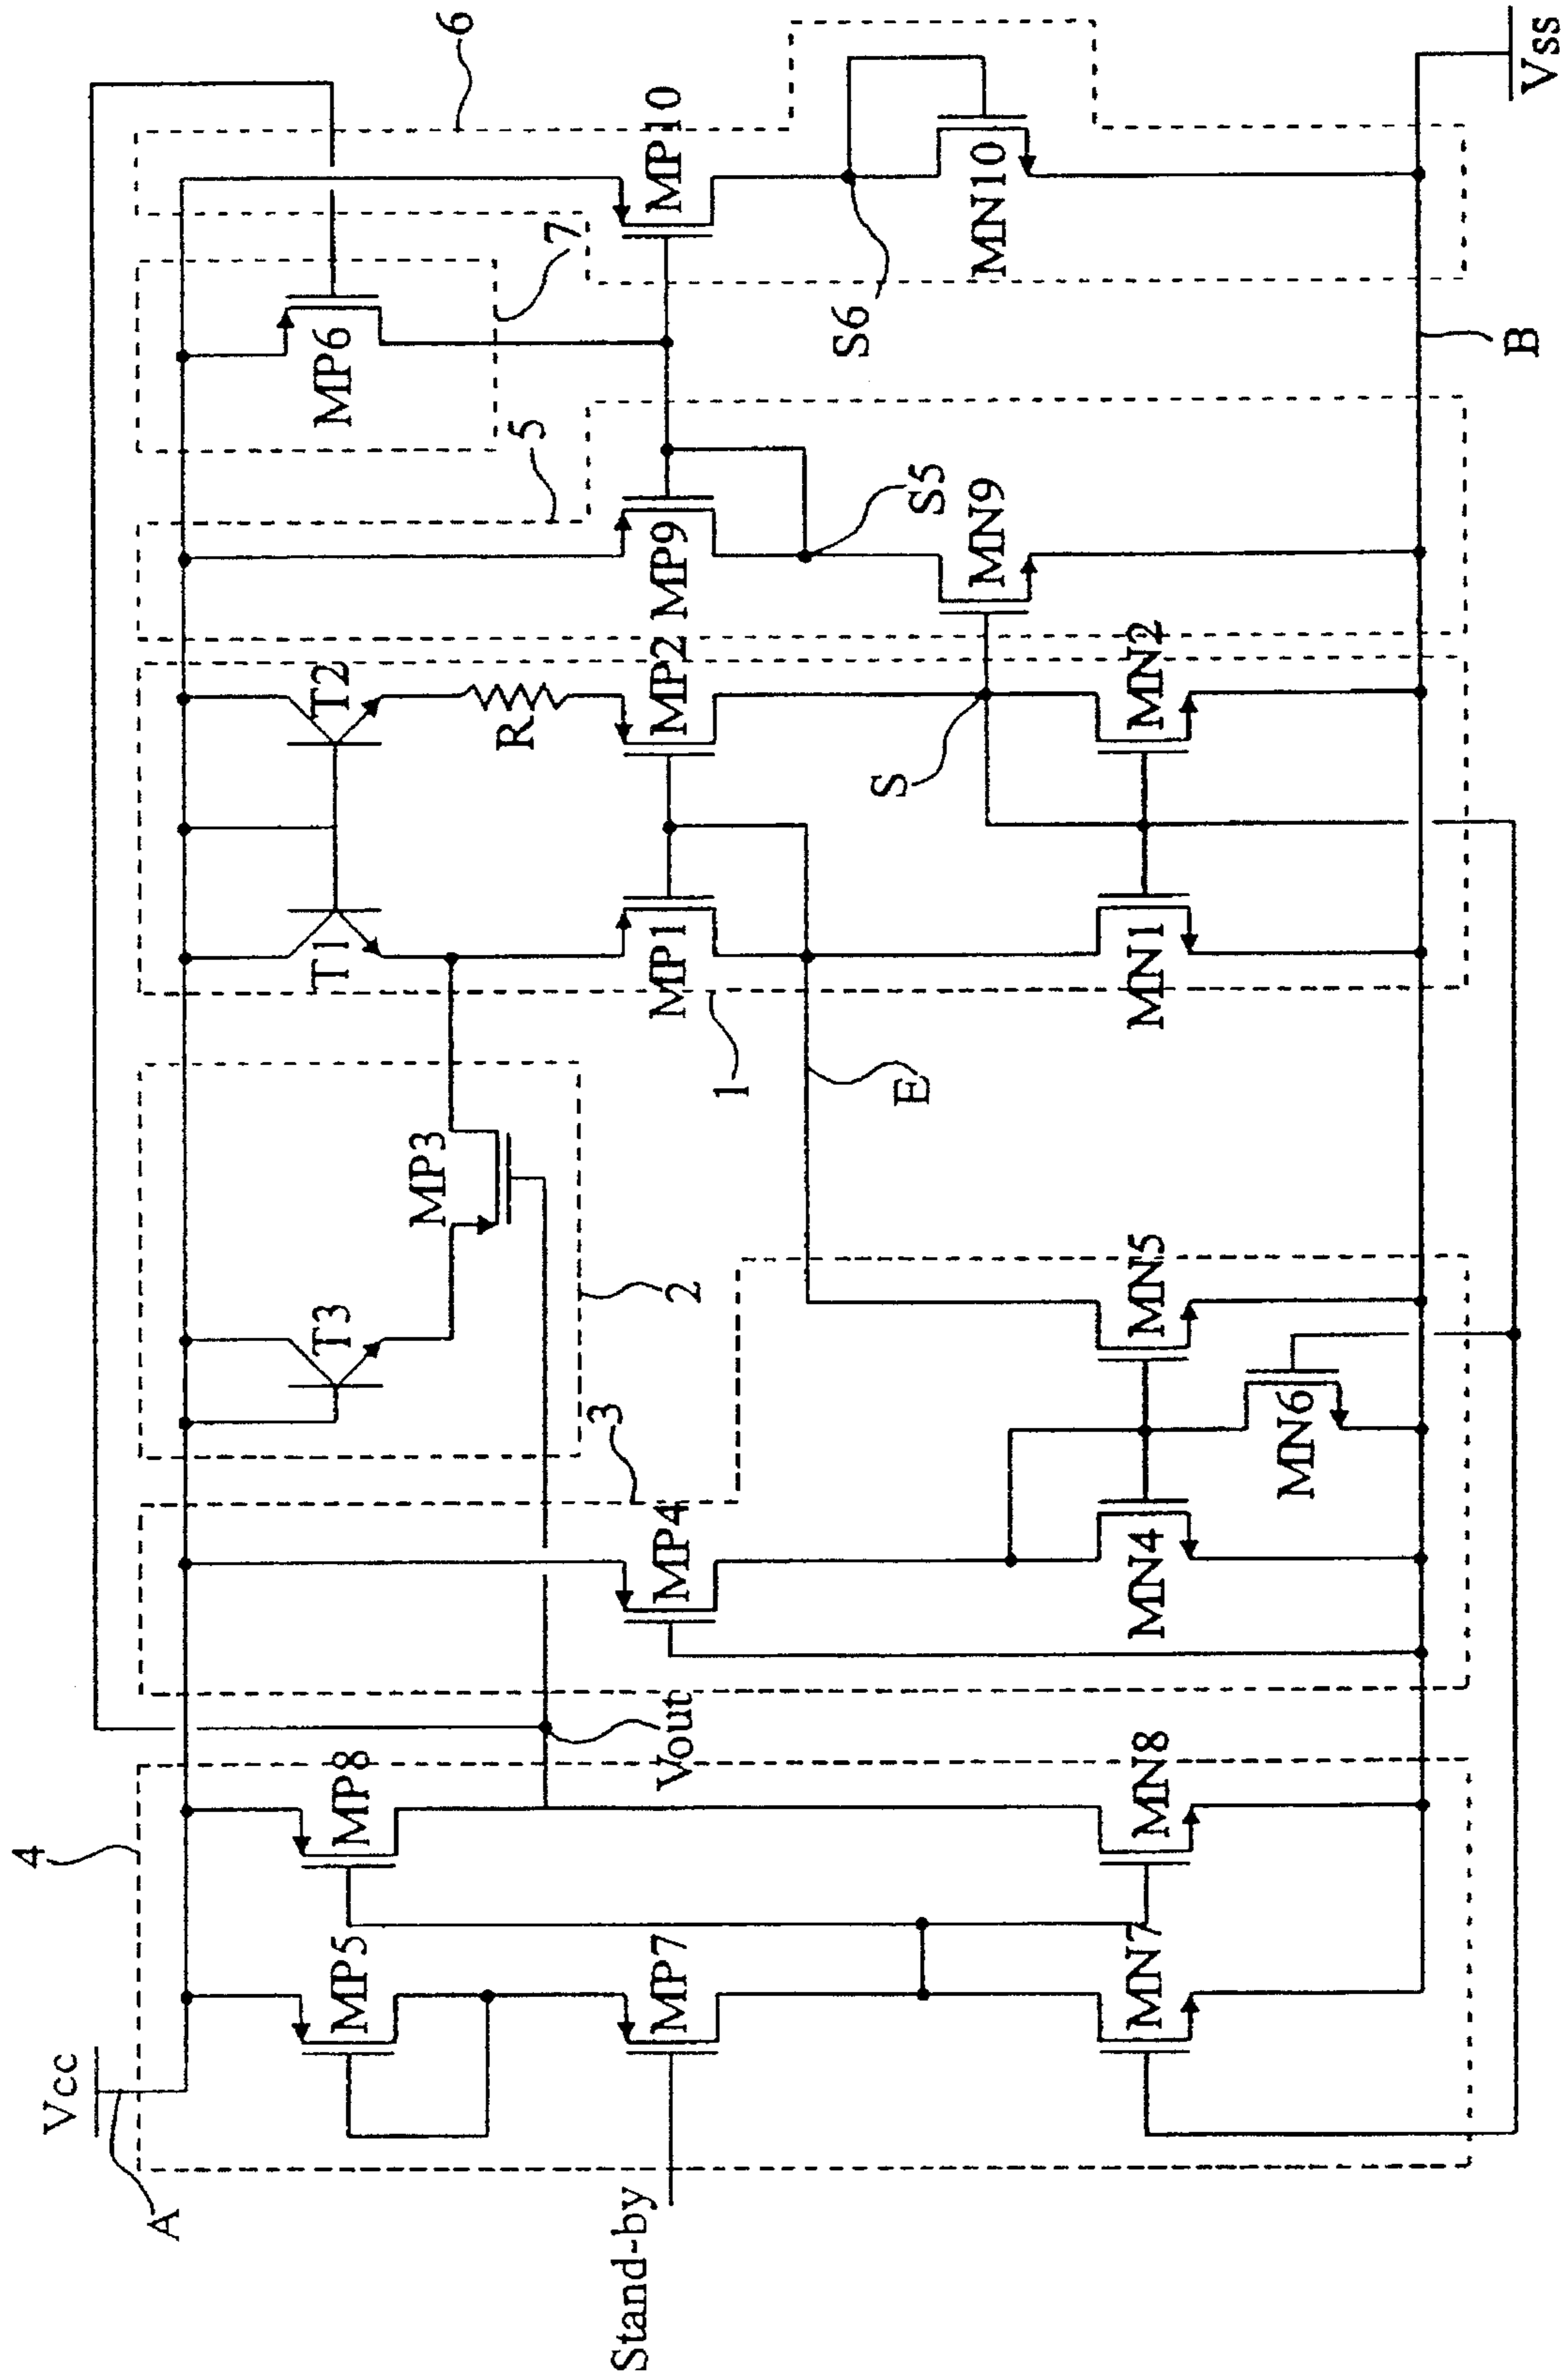 Vcc
A
4
MP5
MP8
MP7
Stand-by
MN7
MN8
Vout
3
MP4
MN4
MN5
MN6
2
T3
MP3
E
1
T1
T2
R
MP1
MP2
S
MN1
MN2
5
MP9
S5
MN9
7
MP6
6
MP10
S6
MN10
B
Vss